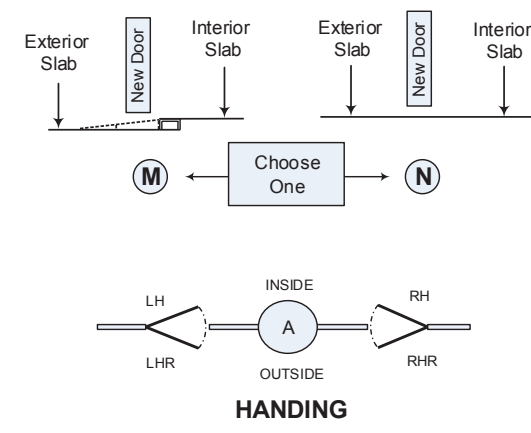 Exterior
Slab
New Door
Interior
Slab
Exterior
Slab
New Door
Interior
Slab
M
Choose
One
N
INSIDE
LH
RH
A
LHR
RHR
OUTSIDE
HANDING